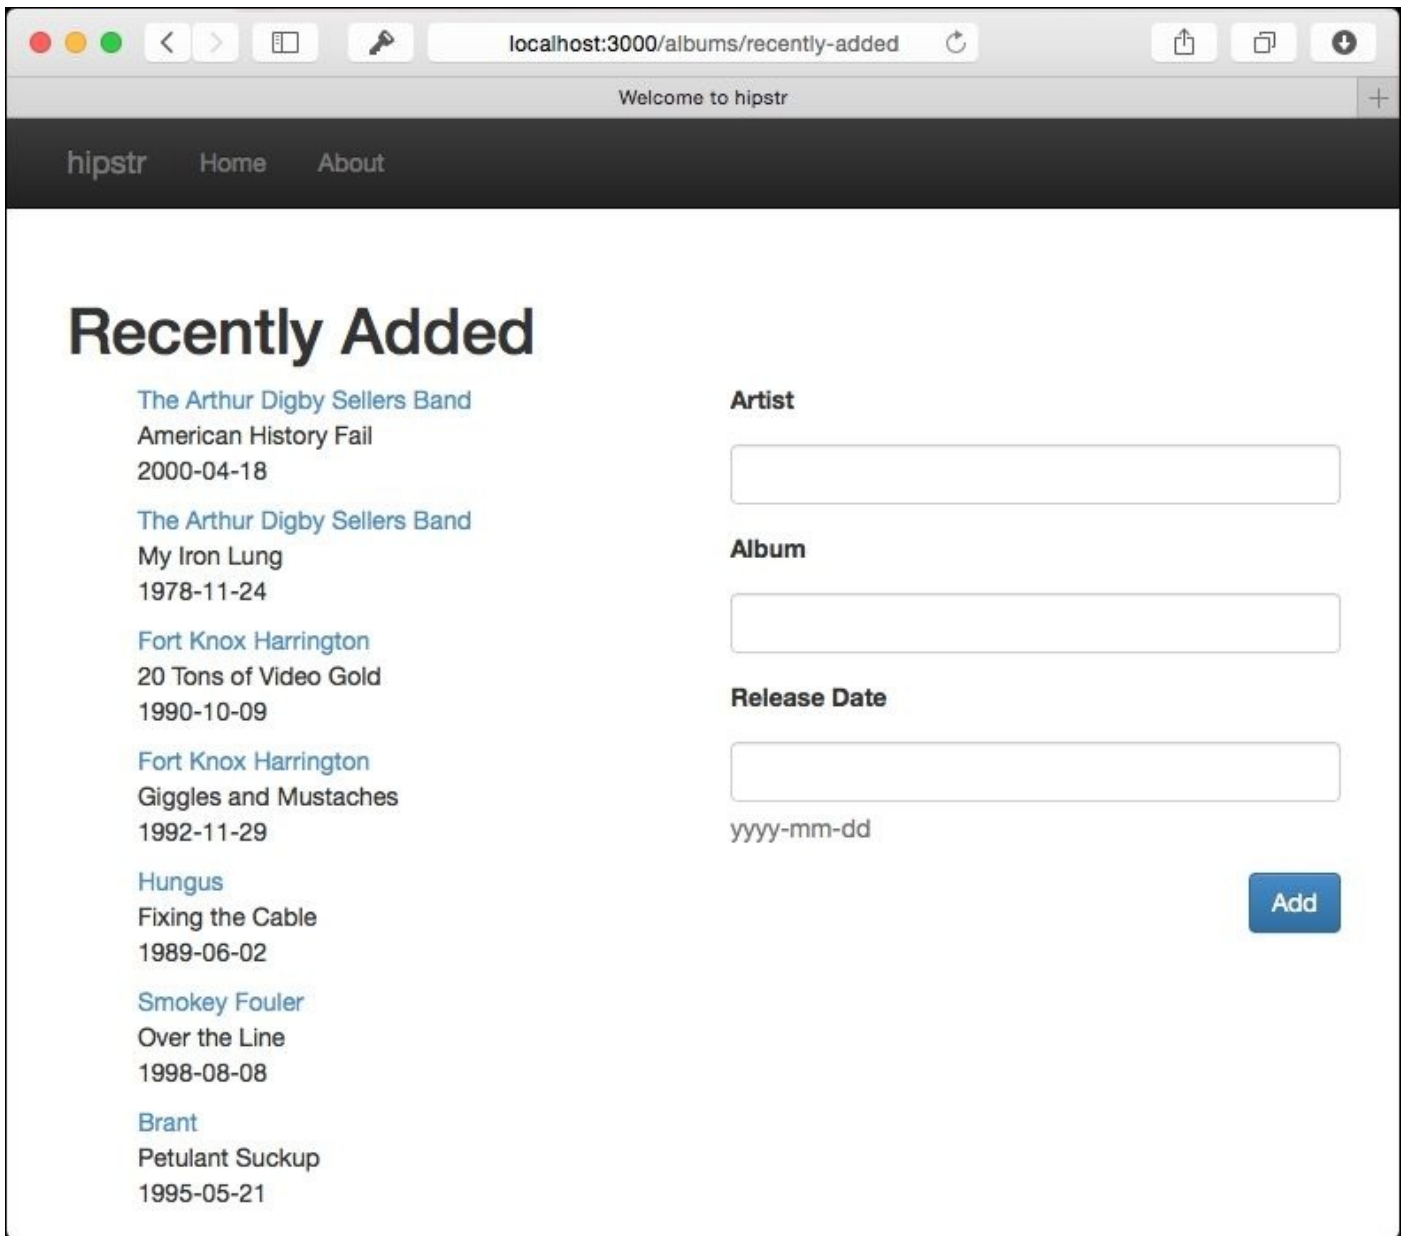 localhost:3000/albums/recently-added
Welcome to hipstr
hipstr Home About
Recently Added
The Arthur Digby Sellers Band
American History Fail
2000-04-18
The Arthur Digby Sellers Band
My Iron Lung
1978-11-24
Fort Knox Harrington
20 Tons of Video Gold
1990-10-09
Fort Knox Harrington
Giggles and Mustaches
1992-11-29
Hungus
Fixing the Cable
1989-06-02
Smokey Fouler
Over the Line
1998-08-08
Brant
Petulant Suckup
1995-05-21
Artist
Album
Release Date
yyyy-mm-dd
Add